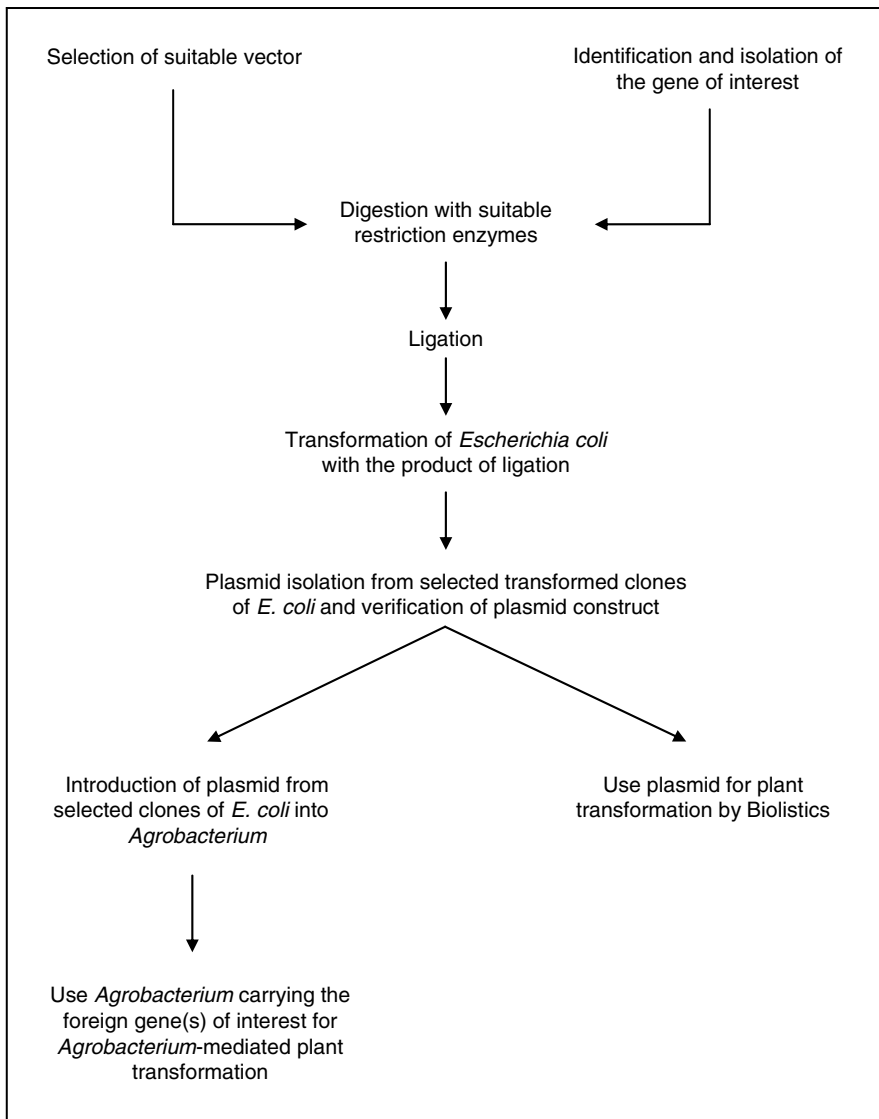 Selection of suitable vector
Identification and isolation of
the gene of interest
Digestion with suitable
restriction enzymes
Ligation
Transformation of Escherichia coli
with the product of ligation
Plasmid isolation from selected transformed clones
of E. coli and verification of plasmid construct
Introduction of plasmid from
selected clones of E. coli into
Agrobacterium
Use plasmid for plant
transformation by Biolistics
Use Agrobacterium carrying the
foreign gene(s) of interest for
Agrobacterium-mediated plant
transformation